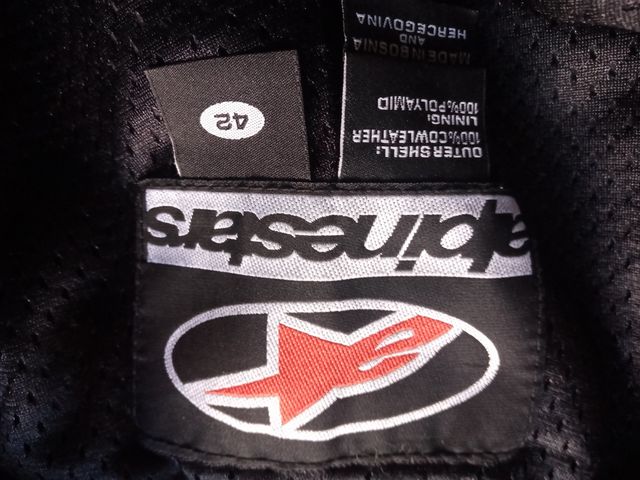 alpinestars
OUTER SHELL:
100%COWLEATHER
LINING:
100%POLYAMID
MADE IN BOSNIA
AND
HERCEGOVINA
42